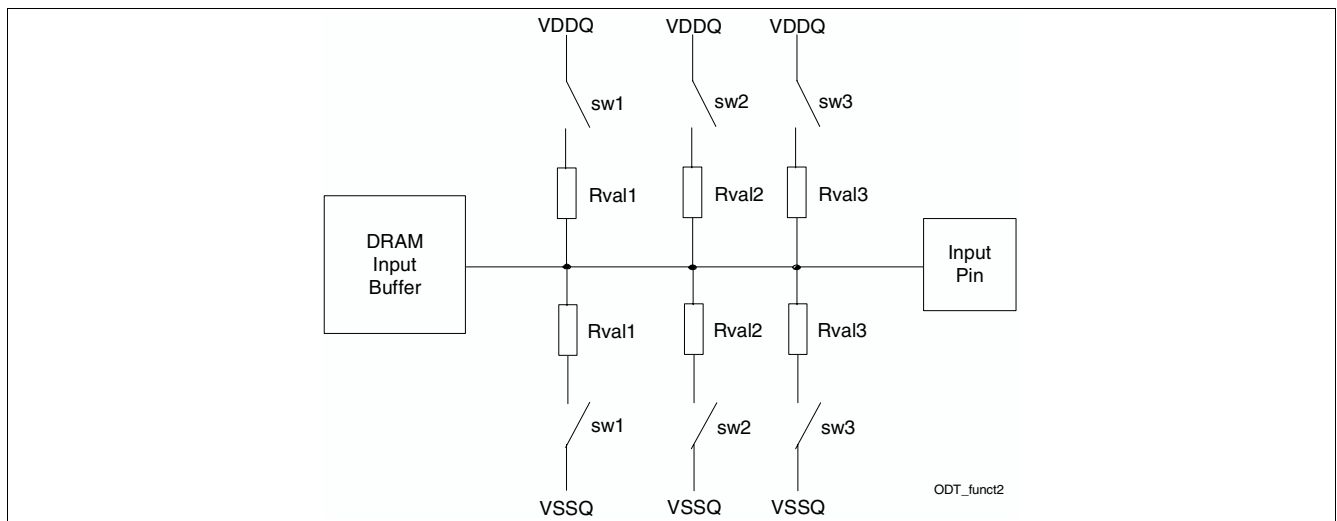 VDDQ VDDQ VDDQ
sw1 sw2 sw3
Rval1 Rval2 Rval3
DRAM
Input
Buffer
Input
Pin
Rval1 Rval2 Rval3
sw1 sw2 sw3
VSSQ VSSQ VSSQ
ODT_funct2